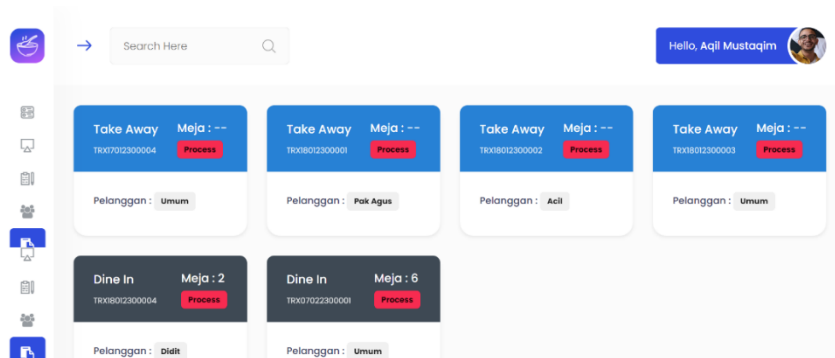 Search Here
Hello, Aqil Mustaqim
Take Away Meja : --
TRX17012300004 Process
Pelanggan : Umum
Take Away Meja : --
TRX18012300001 Process
Pelanggan : Pak Agus
Take Away Meja : --
TRX18012300002 Process
Pelanggan : Acil
Take Away Meja : --
TRX18012300003 Process
Pelanggan : Umum
Dine In Meja : 2
TRX18012300004 Process
Pelanggan : Didit
Dine In Meja : 6
TRX07022300001 Process
Pelanggan : Umum